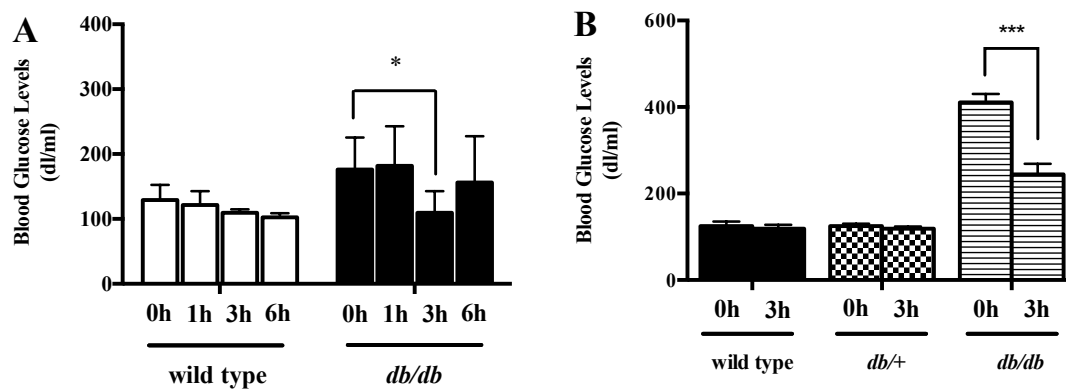 A
Blood Glucose Levels
(dl/ml)
400
300
200
100
0
*
0h 1h 3h 6h 0h 1h 3h 6h
wild type db/db
B
Blood Glucose Levels
(dl/ml)
600
400
200
0
***
0h 3h 0h 3h 0h 3h
wild type db/+ db/db